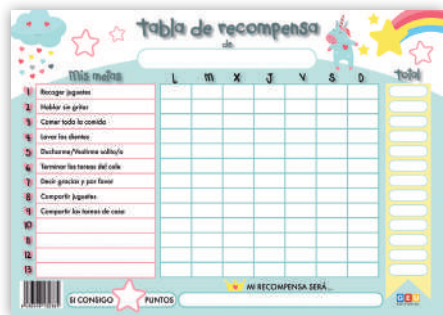 tabla de recompensa
de
Mis metas
L M X J V S D
total
1 Recoger juguetes
2 Hablar sin gritar
3 Comer toda la comida
4 Lavar los dientes
5 Ducharme/Vestirme solito/a
6 Terminar las tareas del cole
7 Decir gracias y por favor
8 Compartir juguetes
9 Compartir las tareas de casa
10
11
12
13
MI RECOMPENSA SERÁ...
SI CONSIGO PUNTOS
GEU